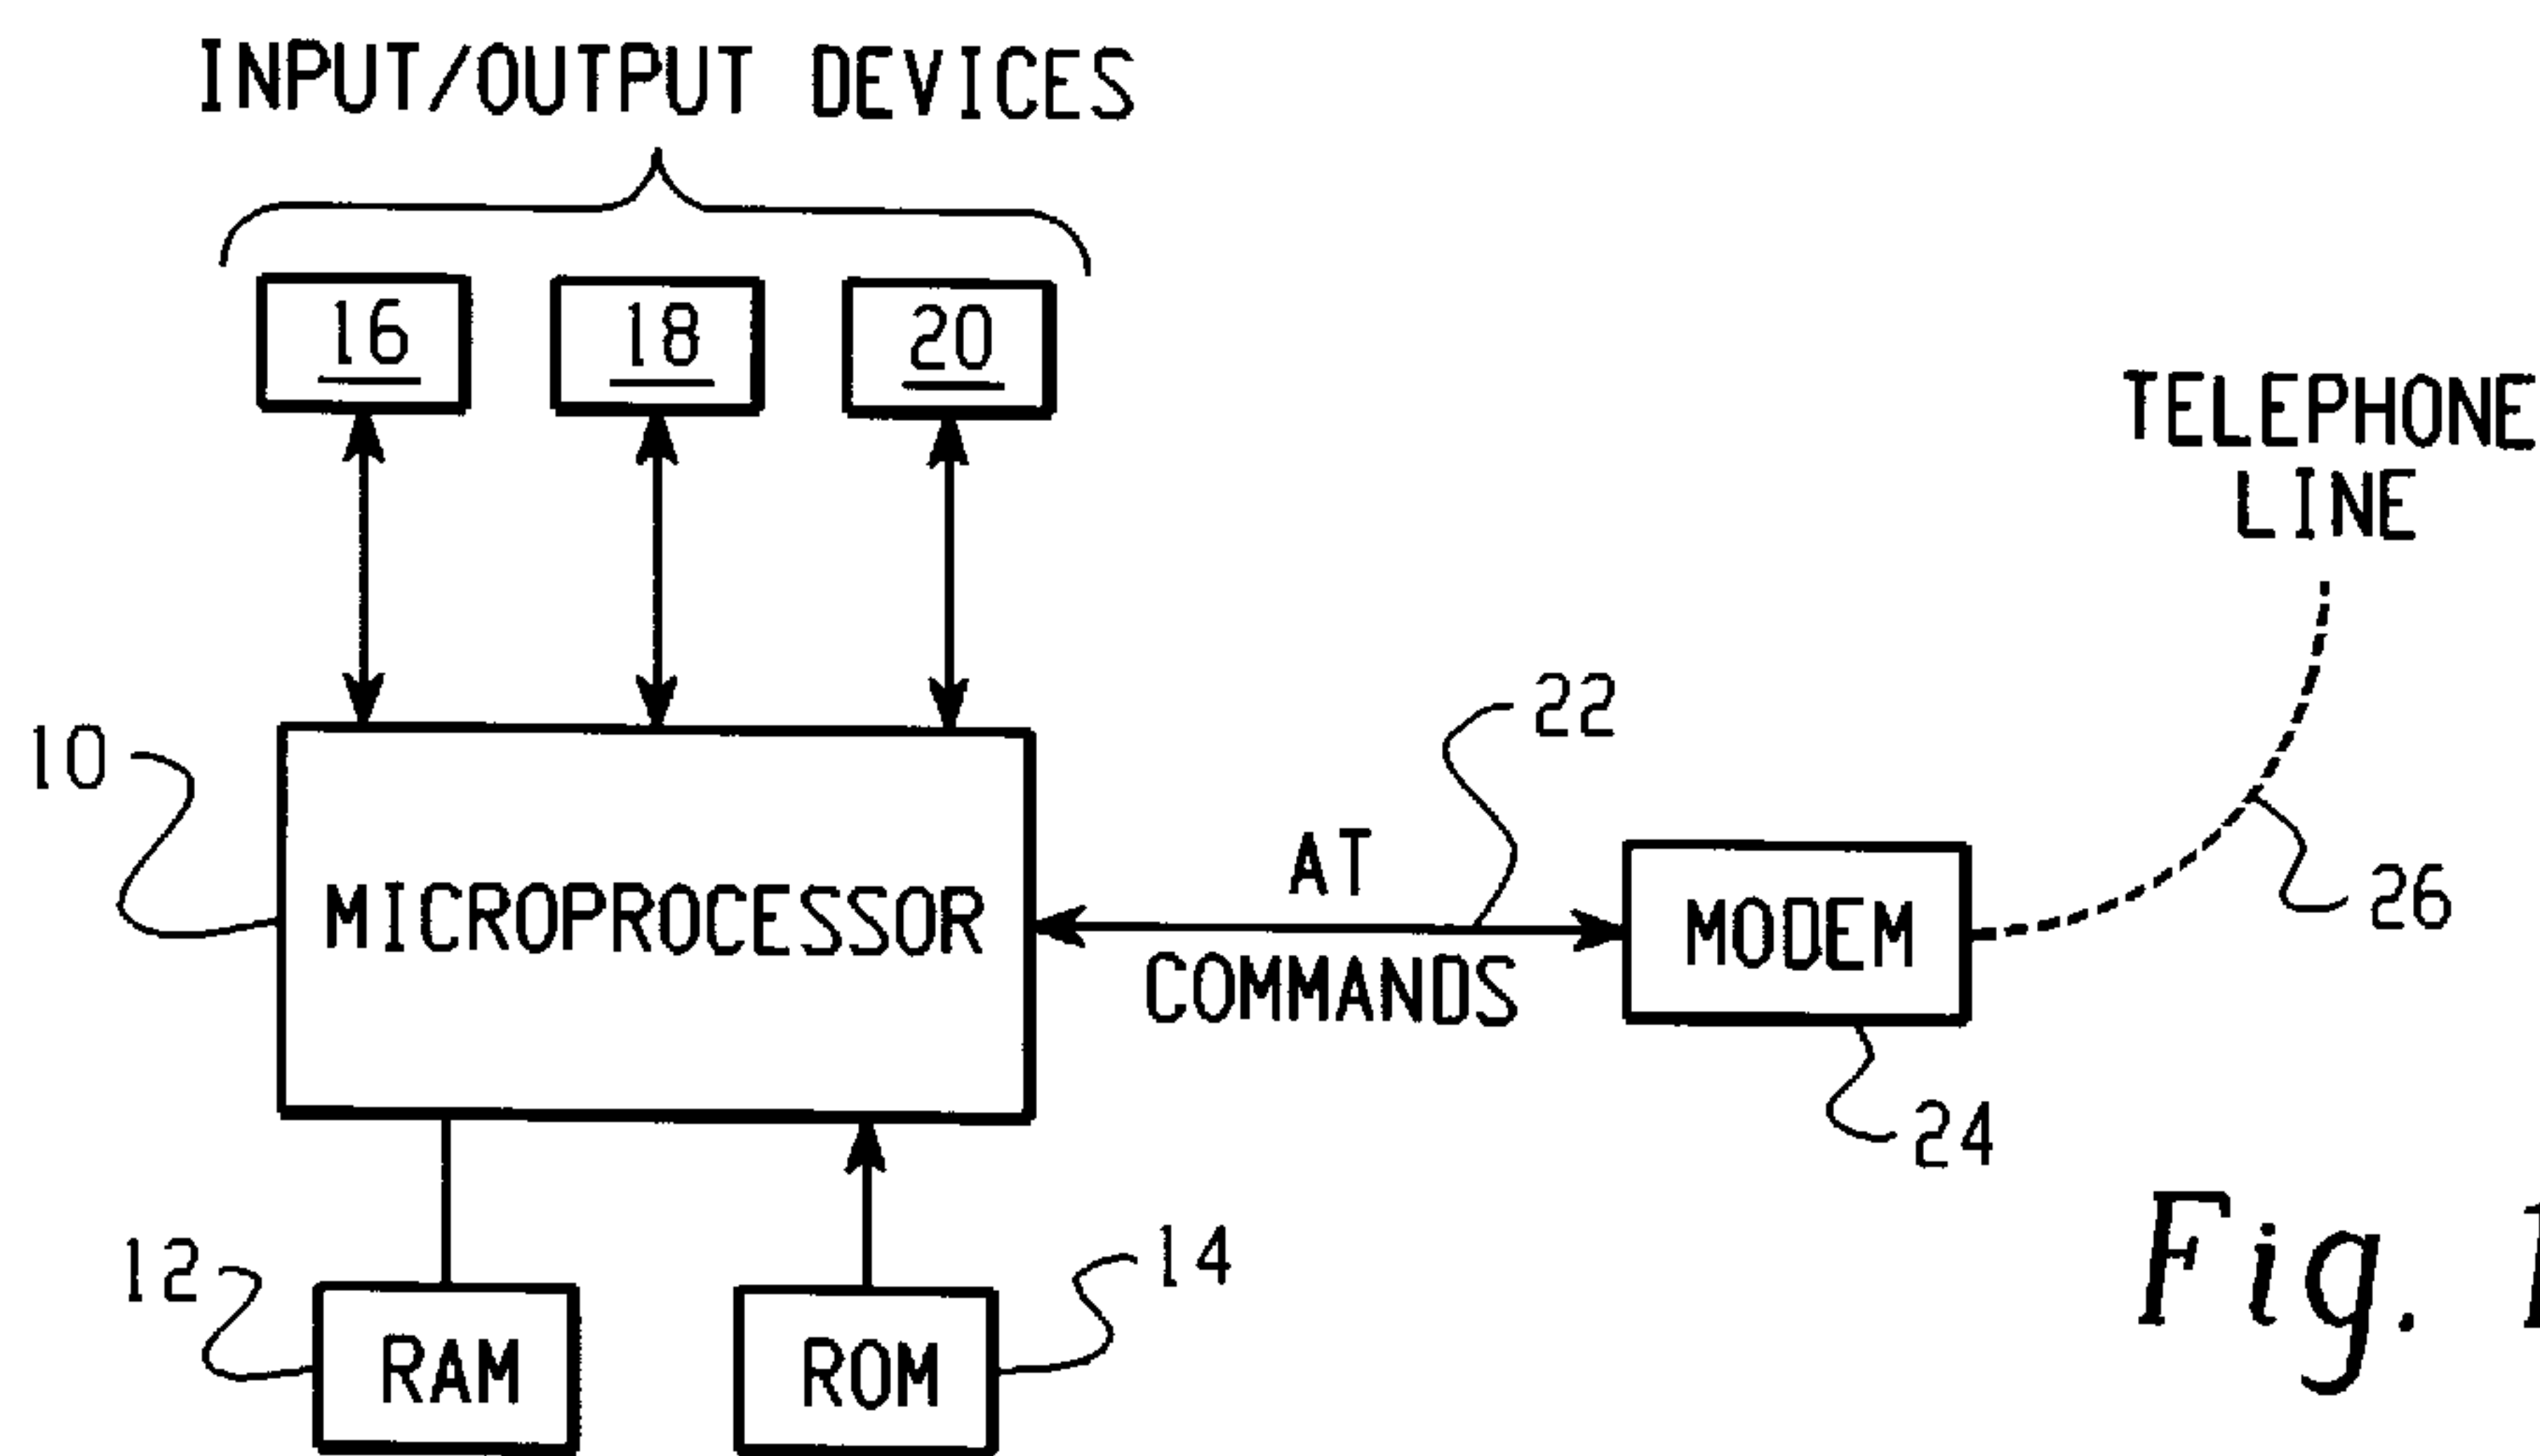 INPUT/OUTPUT DEVICES
16 18 20
TELEPHONE
LINE
10
22
MICROPROCESSOR
AT
COMMANDS
MODEM
26
24
12
14
RAM
ROM
Fig.